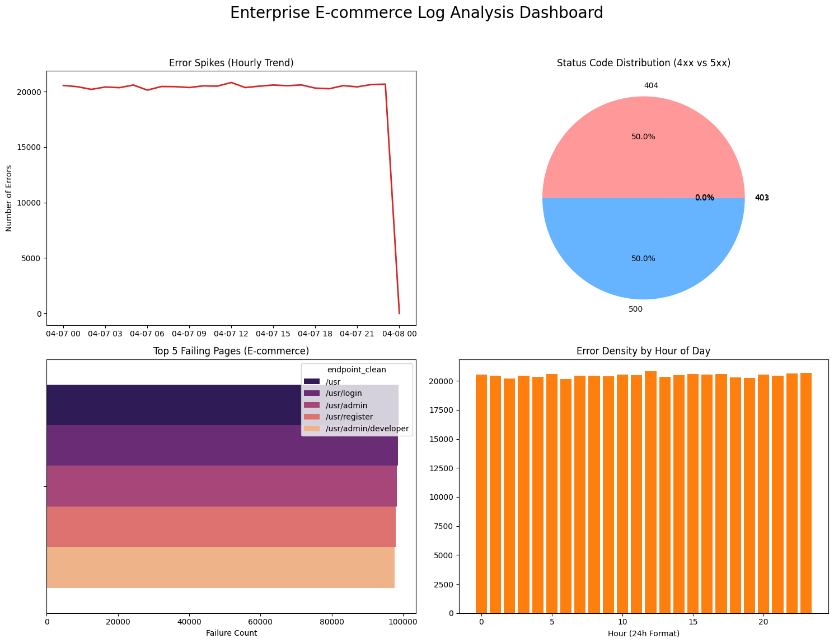 Enterprise E-commerce Log Analysis Dashboard
Error Spikes (Hourly Trend)
Number of Errors
20000
15000
10000
5000
0
04-07 00 04-07 03 04-07 06 04-07 09 04-07 12 04-07 15 04-07 18 04-07 21 04-08 00
Status Code Distribution (4xx vs 5xx)
404
50.0%
0.0%
403
50.0%
500
Top 5 Failing Pages (E-commerce)
endpoint_clean
/usr
/usr/login
/usr/admin
/usr/register
/usr/admin/developer
0 20000 40000 60000 80000 100000
Failure Count
Error Density by Hour of Day
20000
17500
15000
12500
10000
7500
5000
2500
0
0 5 10 15 20
Hour (24h Format)